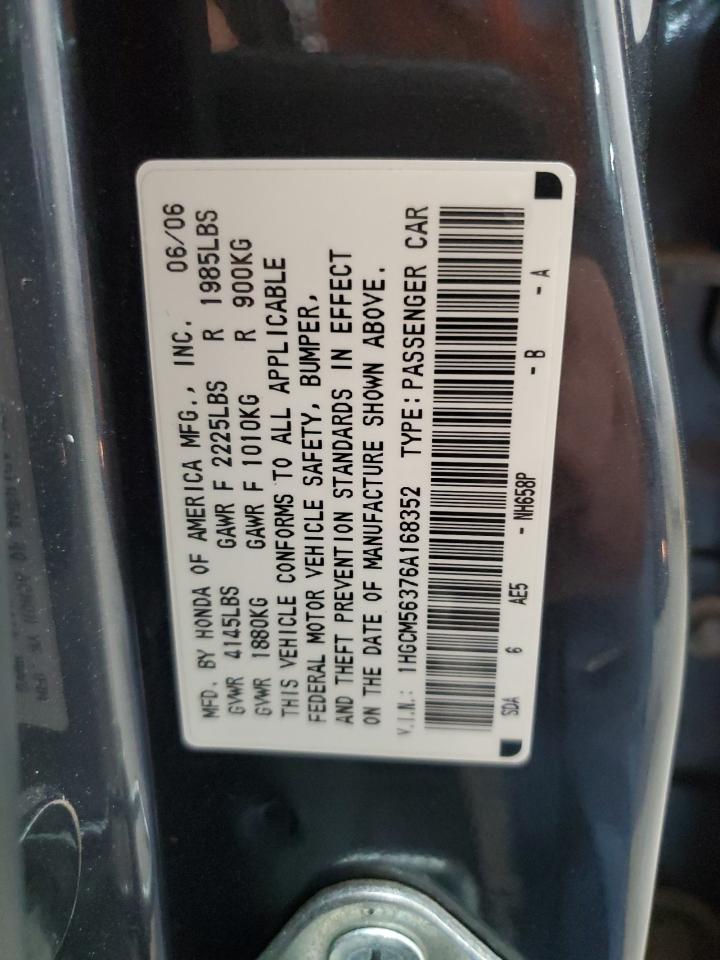 MFD. BY HONDA OF AMERICA MFG., INC. 06/06
GVWR 4145LBS GAWR F 2225LBS R 1985LBS
GVWR 1880KG GAWR F 1010KG R 900KG
THIS VEHICLE CONFORMS TO ALL APPLICABLE
FEDERAL MOTOR VEHICLE SAFETY, BUMPER,
AND THEFT PREVENTION STANDARDS IN EFFECT
ON THE DATE OF MANUFACTURE SHOWN ABOVE.
V.I.N.: 1HGCM56376A168352 TYPE: PASSENGER CAR
SDA 6 AE5 - NH658P - B - A